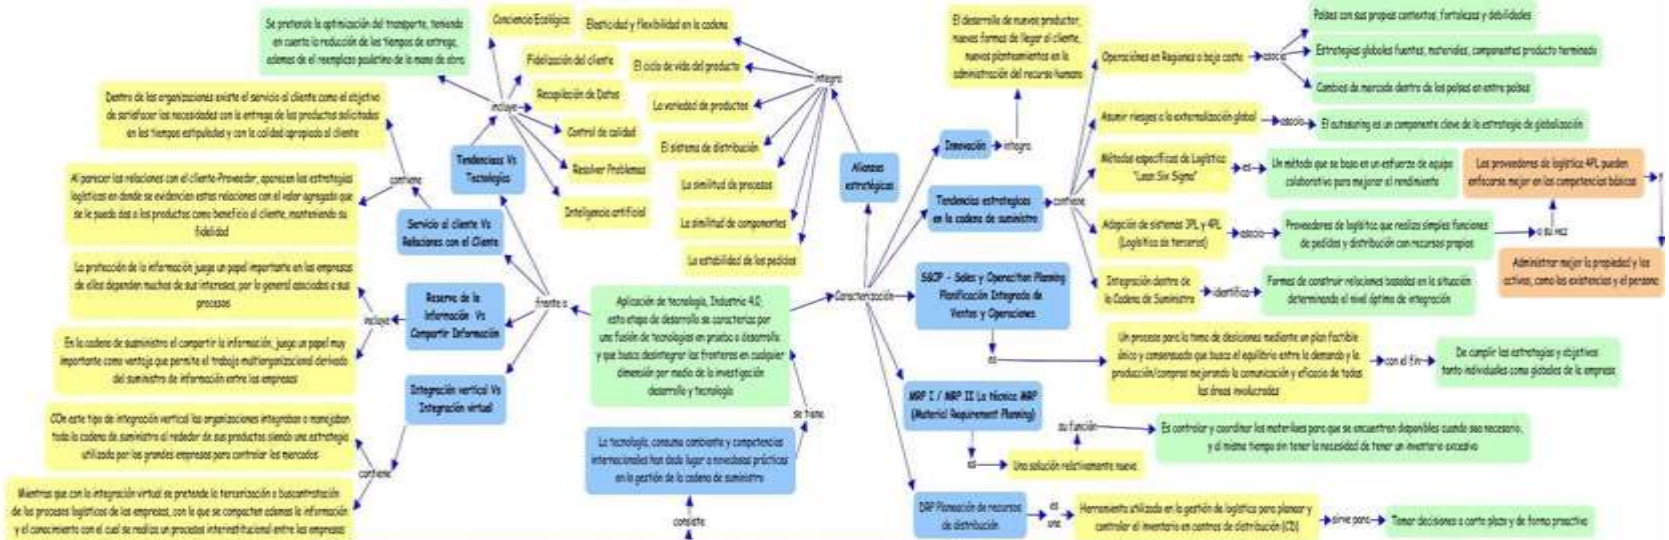 Se pretende la optimización del transporte, teniendo
en cuenta la reducción de los tiempos de entrega,
ademas de el reemplazo paulatino de la mano de obra
Conciencia Ecológica
Fidelización del cliente
Recopilación de Datos
Control de calidad
Resolver Problemas
Inteligencia artificial
incluye
Tendencias Vs
Tecnologías
Dentro de las organizaciones existe el servicio al cliente como el objetivo
de satisfacer las necesidades con la entrega de los productos solicitados
en los tiempos estipulados y con la calidad apropiada al cliente
contiene
Al parecer las relaciones con el cliente-Proveedor, aparecen las estrategias
logísticas en donde se evidencian estas relaciones con el valor agregado que
se le puede das a los productos como beneficio al cliente, manteniendo su
fidelidad
Servicio al cliente Vs
Relaciones con el Cliente
La protección de la información juega un papel importante en las empresas
de ellas dependen muchos de sus intereses, por lo general asociados a sus
procesos
incluye
En la cadena de suministro el compartir la información, juega un papel muy
importante como ventaja que permite el trabajo multiorganizacional derivado
del suministro de información entre las empresas
Reserva de la
Información Vs
Compartir Información
frente a
Integración vertical Vs
Integración virtual
COn este tipo de integración vertical las organizaciones integraban o manejaban
toda la cadena de suministro al rededor de sus productos siendo una estrategia
utilizada por las grandes empresas para controlar los mercados
contiene
Mientras que con la integración virtual se pretende la tercerización o
de los procesos logísticos de las empresas, con lo que se comparten ademas la información
y el conocimiento con el cual se realiza un procesos interinstitucional entre las empresas
Elasticidad y flexibilidad en la cadena
El ciclo de vida del producto
La variedad de productos
El sistema de distribución
La similitud de procesos
La similitud de componentes
La estabilidad de los pedidos
integra
Alianzas
estratégicas
Aplicación de tecnología, Industria 4.0,
esta etapa de desarrollo se caracteriza por
una fusión de tecnologías en prueba o desarrollo
y que busca desintegrar las fronteras en cualquier
dimensión por medio de la investigación
desarrollo y tecnología
se tiene
La tecnología, consumo cambiante y competencias
internacionales han dado lugar a novedosas prácticas
en la gestión de la cadena de suministro
consiste
Caracterización
El desarrollo de nuevos productor,
nuevas formas de llegar al cliente,
nuevos planteamientos en la
administración del recurso humano
Innovación
integra
Tendencias estrategicas
en la cadena de suministro
contiene
Operaciónes en Regiones a bajo costo
asocia
Países con sus propios contextos, fortalezas y debilidades
Estrategias globales fuentes, materiales, componentes producto terminado
Cambios de mercado dentro de los países en entre países
Asumir riesgos a la externalización global
asocia
El outsouring es un componente clave de la estrategia de globalización
Métodos específicos de Logística
"Lean Six Sigma"
es
Un método que se basa en un esfuerzo de equipo
colaborativo para mejorar el rendimiento
Adopción de sistemas 3PL y 4PL
(Logísitica de terceros)
asocia
Proveedores de logísitca que realiza simples funciones
de pedidos y distribución con recursos propios
a su vez
Los proveedores de logística 4PL pueden
enfocarse mejor en las competencias básicas
y
Administrar mejor la propiedad y los
activos, como las existencias y el persona
Integración dentro de
la Cadena de Suministro
identifica
Formas de construir relaciones basadas en la situación
determinando el nivel óptimo de integración
S&OP - Sales y Operacition Planning
Planificación Integrada de
Ventas y Operaciones
es
Un proceso para la toma de desiciones mediante un plan factible
único y consensuado que busca el equilibrio entre la demanda y la
producción/compras mejorando la comunicación y eficacia de todas
las áreas involucradas
con el fin
De cumplir las estrategias y objetivos
tanto individuales como globales de la empresa
MRP I / MRP II La técnica MRP
(Material Requirement Planning)
es
Una solución relativamente nueva
su función
Es controlar y coordinar los materilaes para que se encuentren disponibles cuando sea necesario,
y al mismo tiempo sin tener la necesidad de tener un inventario excesivo
DRP Planeación de recursos
de distribución
es
una
Herramienta utilizada en la gestión de logística para planear y
controlar el inventario en centros de distribución (CD)
sirve para
Tomar decisiones a corto plazo y de forma proactiva